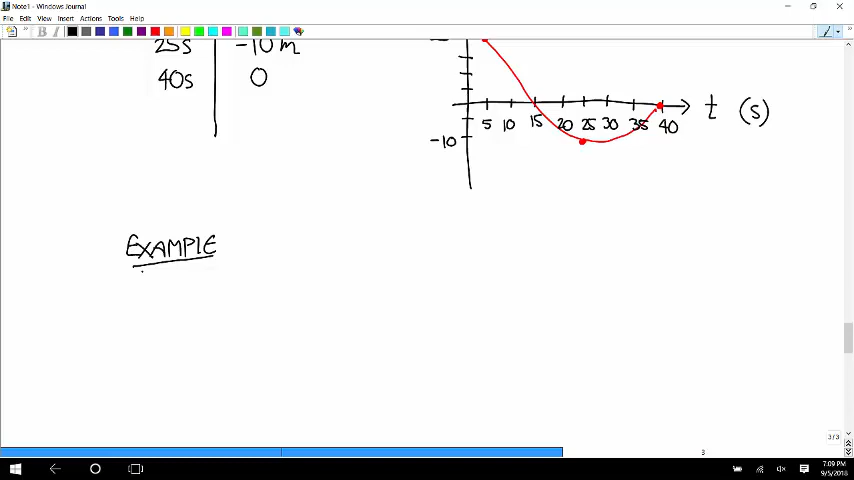 Note1 - Windows Journal
File Edit View Insert Actions Tools Help
B I
25s -10m
40s 0
5 10 15 20 25 30 35 40
t (s)
-10
EXAMPLE
3/3
3
7:09 PM
9/5/2018